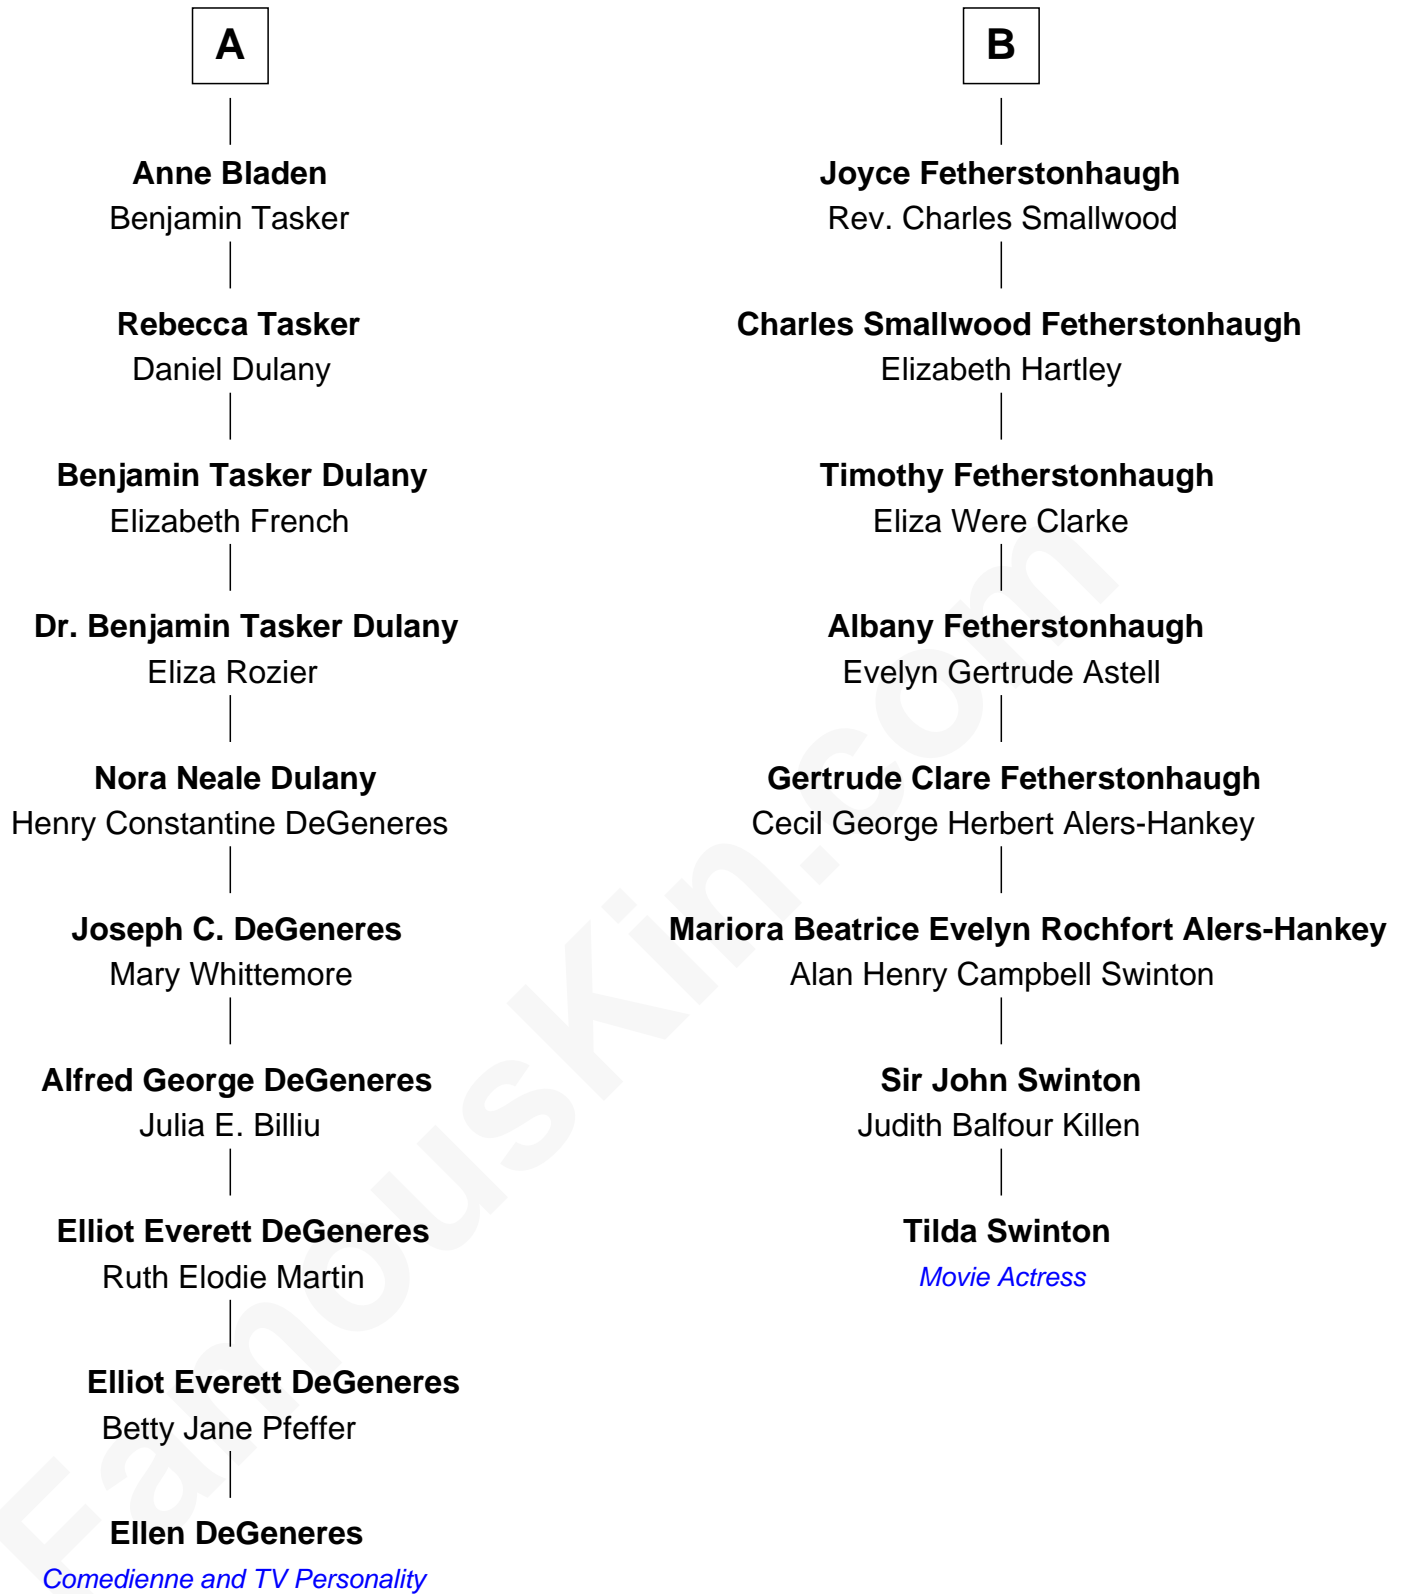 A
Anne Bladen
Benjamin Tasker
Rebecca Tasker
Daniel Dulany
Benjamin Tasker Dulany
Elizabeth French
Dr. Benjamin Tasker Dulany
Eliza Rozier
Nora Neale Dulany
Henry Constantine DeGeneres
Joseph C. DeGeneres
Mary Whittemore
Alfred George DeGeneres
Julia E. Billiu
Elliot Everett DeGeneres
Ruth Elodie Martin
Elliot Everett DeGeneres
Betty Jane Pfeffer
Ellen DeGeneres
Comedienne and TV Personality
B
Joyce Fetherstonhaugh
Rev. Charles Smallwood
Charles Smallwood Fetherstonhaugh
Elizabeth Hartley
Timothy Fetherstonhaugh
Eliza Were Clarke
Albany Fetherstonhaugh
Evelyn Gertrude Astell
Gertrude Clare Fetherstonhaugh
Cecil George Herbert Alers-Hankey
Mariora Beatrice Evelyn Rochfort Alers-Hankey
Alan Henry Campbell Swinton
Sir John Swinton
Judith Balfour Killen
Tilda Swinton
Movie Actress
FamousKin.com